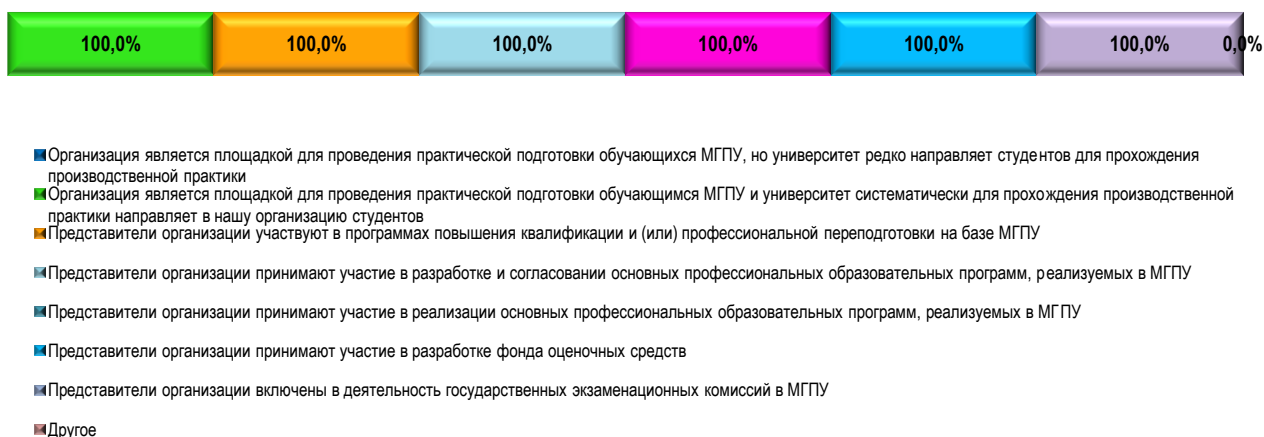 100,0% 100,0% 100,0% 100,0% 100,0% 100,0% 0,0%
Организация является площадкой для проведения практической подготовки обучающихся МГПУ, но университет редко направляет студентов для прохождения
производственной практики
Организация является площадкой для проведения практической подготовки обучающимся МГПУ и университет систематически для прохождения производственной
практики направляет в нашу организацию студентов
Представители организации участвуют в программах повышения квалификации и (или) профессиональной переподготовки на базе МГПУ
Представители организации принимают участие в разработке и согласовании основных профессиональных образовательных программ, реализуемых в МГПУ
Представители организации принимают участие в реализации основных профессиональных образовательных программ, реализуемых в МГПУ
Представители организации принимают участие в разработке фонда оценочных средств
Представители организации включены в деятельность государственных экзаменационных комиссий в МГПУ
Другое